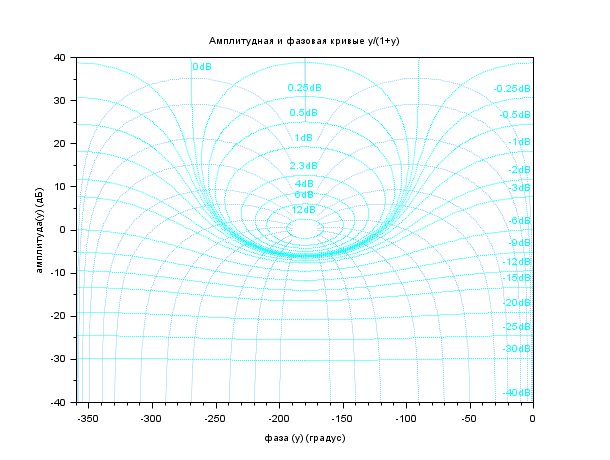 Амплитудная и фазовая кривые y/(1+y)
40
30
20
10
0
-10
-20
-30
-40
амплитуда(y) (дБ)
0dB
0.25dB
0.5dB
1dB
2.3dB
4dB
6dB
12dB
-0.25dB
-0.5dB
-1dB
-2dB
-3dB
-6dB
-9dB
-12dB
-15dB
-20dB
-25dB
-30dB
-40dB
-350
-300
-250
-200
-150
-100
-50
0
фаза (y) (градус)